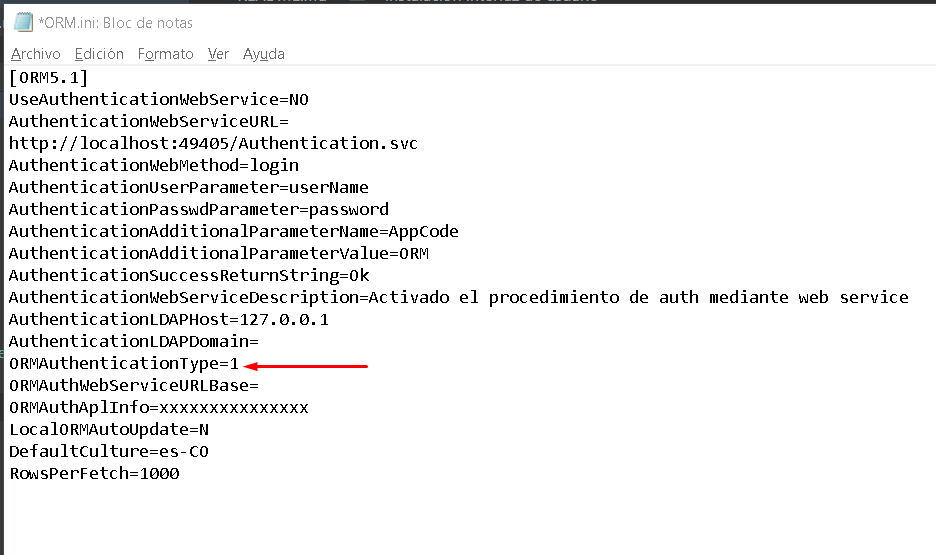 *ORM.ini: Bloc de notas
Archivo Edición Formato Ver Ayuda
[ORM5.1]
UseAuthenticationWebService=NO
AuthenticationWebServiceURL=
http://localhost:49405/Authentication.svc
AuthenticationWebMethod=login
AuthenticationUserParameter=userName
AuthenticationPasswdParameter=password
AuthenticationAdditionalParameterName=AppCode
AuthenticationAdditionalParameterValue=ORM
AuthenticationSuccessReturnString=Ok
AuthenticationWebServiceDescription=Activado el procedimiento de auth mediante web service
AuthenticationLDAPHost=127.0.0.1
AuthenticationLDAPDomain=
ORMAuthenticationType=1
ORMAuthWebServiceURLBase=
ORMAuthAplInfo=xxxxxxxxxxxxxxx
LocalORMAutoUpdate=N
DefaultCulture=es-CO
RowsPerFetch=1000